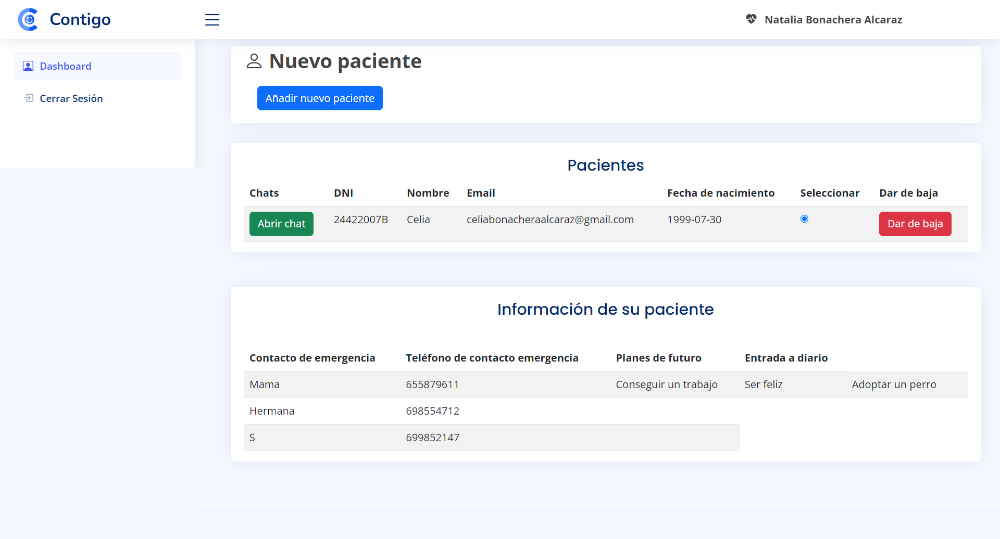 Contigo
Natalia Bonachera Alcaraz
Dashboard
Cerrar Sesión
Nuevo paciente
Añadir nuevo paciente
Pacientes
Chats DNI Nombre Email Fecha de nacimiento Seleccionar Dar de baja
Abrir chat 24422007B Celia celiabonacheraalcaraz@gmail.com 1999-07-30 Dar de baja
Información de su paciente
Contacto de emergencia Teléfono de contacto emergencia Planes de futuro Entrada a diario
Mama 655879611 Conseguir un trabajo Ser feliz Adoptar un perro
Hermana 698554712
S 699852147